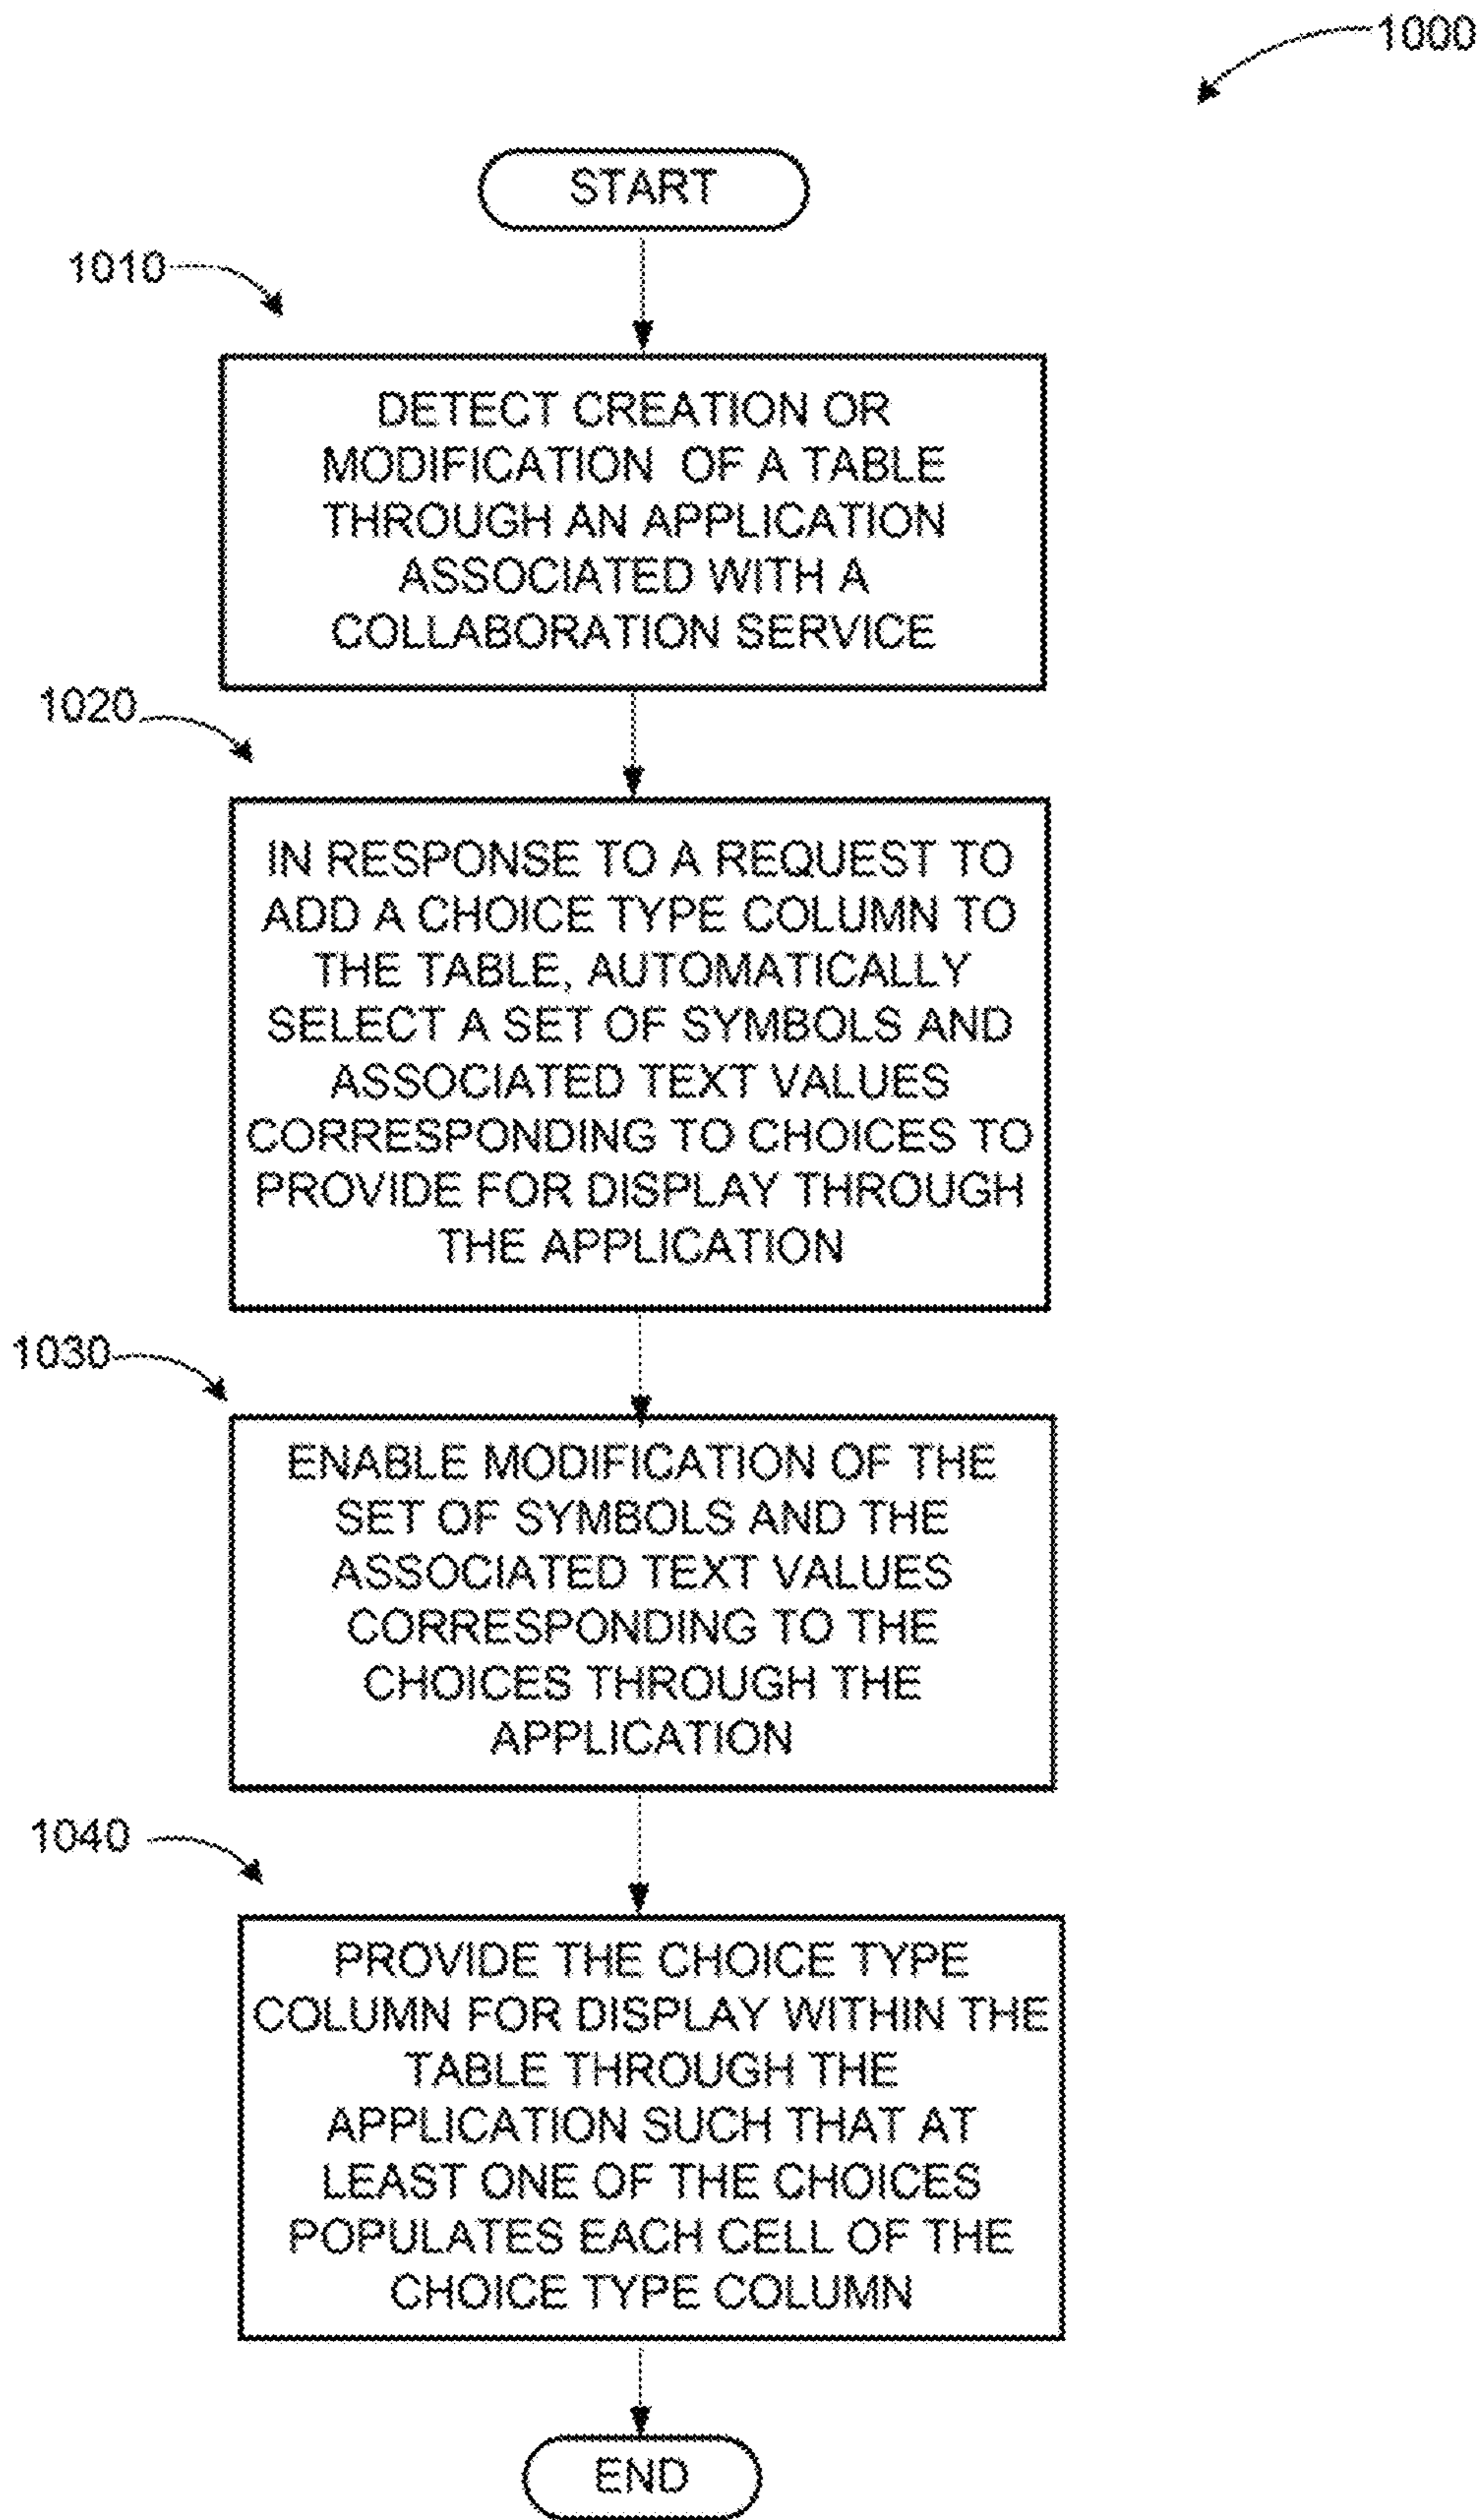 1000
START
1010
DETECT CREATION OR
MODIFICATION OF A TABLE
THROUGH AN APPLICATION
ASSOCIATED WITH A
COLLABORATION SERVICE
1020
IN RESPONSE TO A REQUEST TO
ADD A CHOICE TYPE COLUMN TO
THE TABLE, AUTOMATICALLY
SELECT A SET OF SYMBOLS AND
ASSOCIATED TEXT VALUES
CORRESPONDING TO CHOICES TO
PROVIDE FOR DISPLAY THROUGH
THE APPLICATION
1030
ENABLE MODIFICATION OF THE
SET OF SYMBOLS AND THE
ASSOCIATED TEXT VALUES
CORRESPONDING TO THE
CHOICES THROUGH THE
APPLICATION
1040
PROVIDE THE CHOICE TYPE
COLUMN FOR DISPLAY WITHIN THE
TABLE THROUGH THE
APPLICATION SUCH THAT AT
LEAST ONE OF THE CHOICES
POPULATES EACH CELL OF THE
CHOICE TYPE COLUMN
END